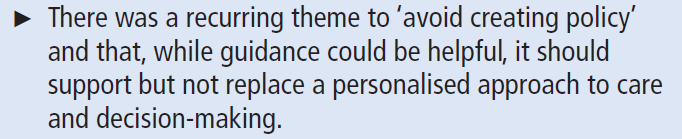 ► There was a recurring theme to ‘avoid creating policy’
and that, while guidance could be helpful, it should
support but not replace a personalised approach to care
and decision-making.